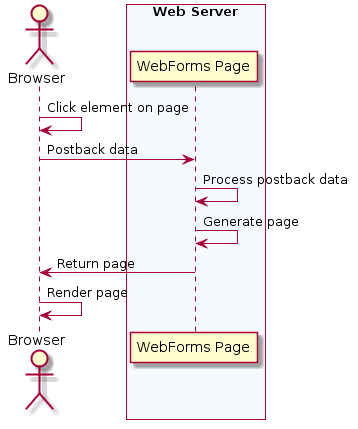 Web Server
WebForms Page
Browser
Click element on page
Postback data
Process postback data
Generate page
Return page
Render page
Browser
WebForms Page